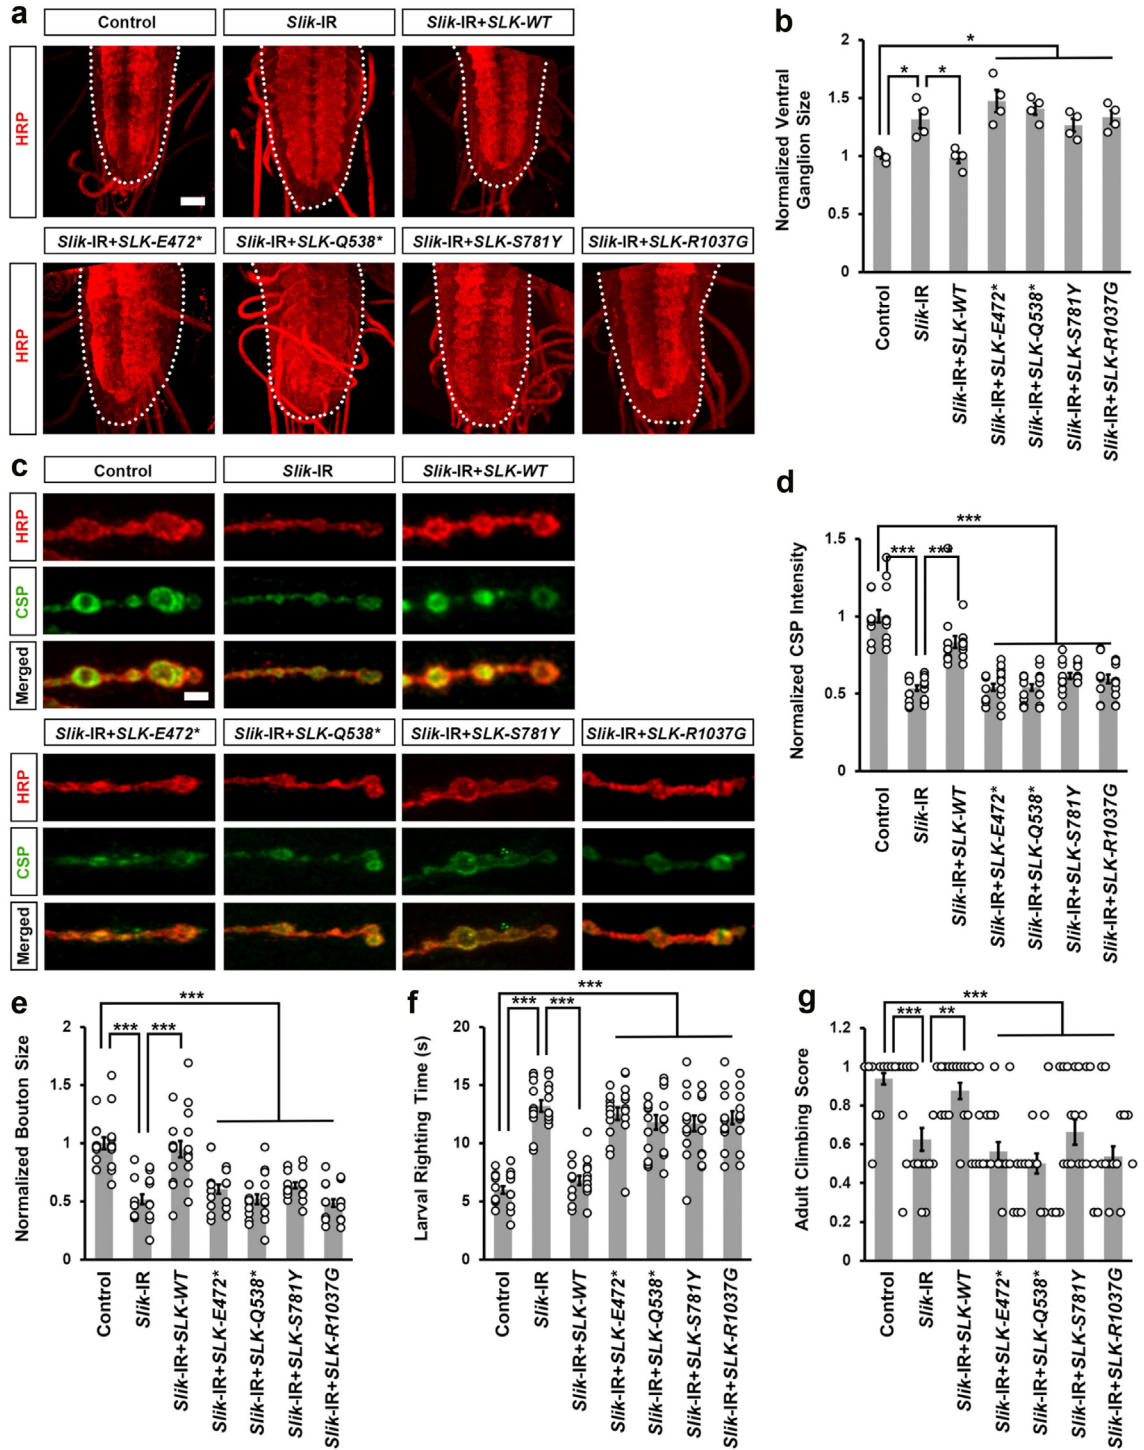 a
Control
Slik-IR
Slik-IR+SLK-WT
HRP
Slik-IR+SLK-E472*
Slik-IR+SLK-Q538*
Slik-IR+SLK-S781Y
Slik-IR+SLK-R1037G
HRP
b
Normalized Ventral
Ganglion Size
2
1.5
1
0.5
0
*
*
*
Control
Slik-IR
Slik-IR+SLK-WT
Slik-IR+SLK-E472*
Slik-IR+SLK-Q538*
Slik-IR+SLK-S781Y
Slik-IR+SLK-R1037G
c
Control
Slik-IR
Slik-IR+SLK-WT
HRP
CSP
Merged
Slik-IR+SLK-E472*
Slik-IR+SLK-Q538*
Slik-IR+SLK-S781Y
Slik-IR+SLK-R1037G
HRP
CSP
Merged
d
Normalized CSP Intensity
1.5
1
0.5
0
***
***
***
Control
Slik-IR
Slik-IR+SLK-WT
Slik-IR+SLK-E472*
Slik-IR+SLK-Q538*
Slik-IR+SLK-S781Y
Slik-IR+SLK-R1037G
e
Normalized Bouton Size
2
1.5
1
0.5
0
***
***
***
Control
Slik-IR
Slik-IR+SLK-WT
Slik-IR+SLK-E472*
Slik-IR+SLK-Q538*
Slik-IR+SLK-S781Y
Slik-IR+SLK-R1037G
f
Larval Righting Time (s)
20
15
10
5
0
***
***
***
Control
Slik-IR
Slik-IR+SLK-WT
Slik-IR+SLK-E472*
Slik-IR+SLK-Q538*
Slik-IR+SLK-S781Y
Slik-IR+SLK-R1037G
g
Adult Climbing Score
1.2
1
0.8
0.6
0.4
0.2
0
***
***
**
Control
Slik-IR
Slik-IR+SLK-WT
Slik-IR+SLK-E472*
Slik-IR+SLK-Q538*
Slik-IR+SLK-S781Y
Slik-IR+SLK-R1037G